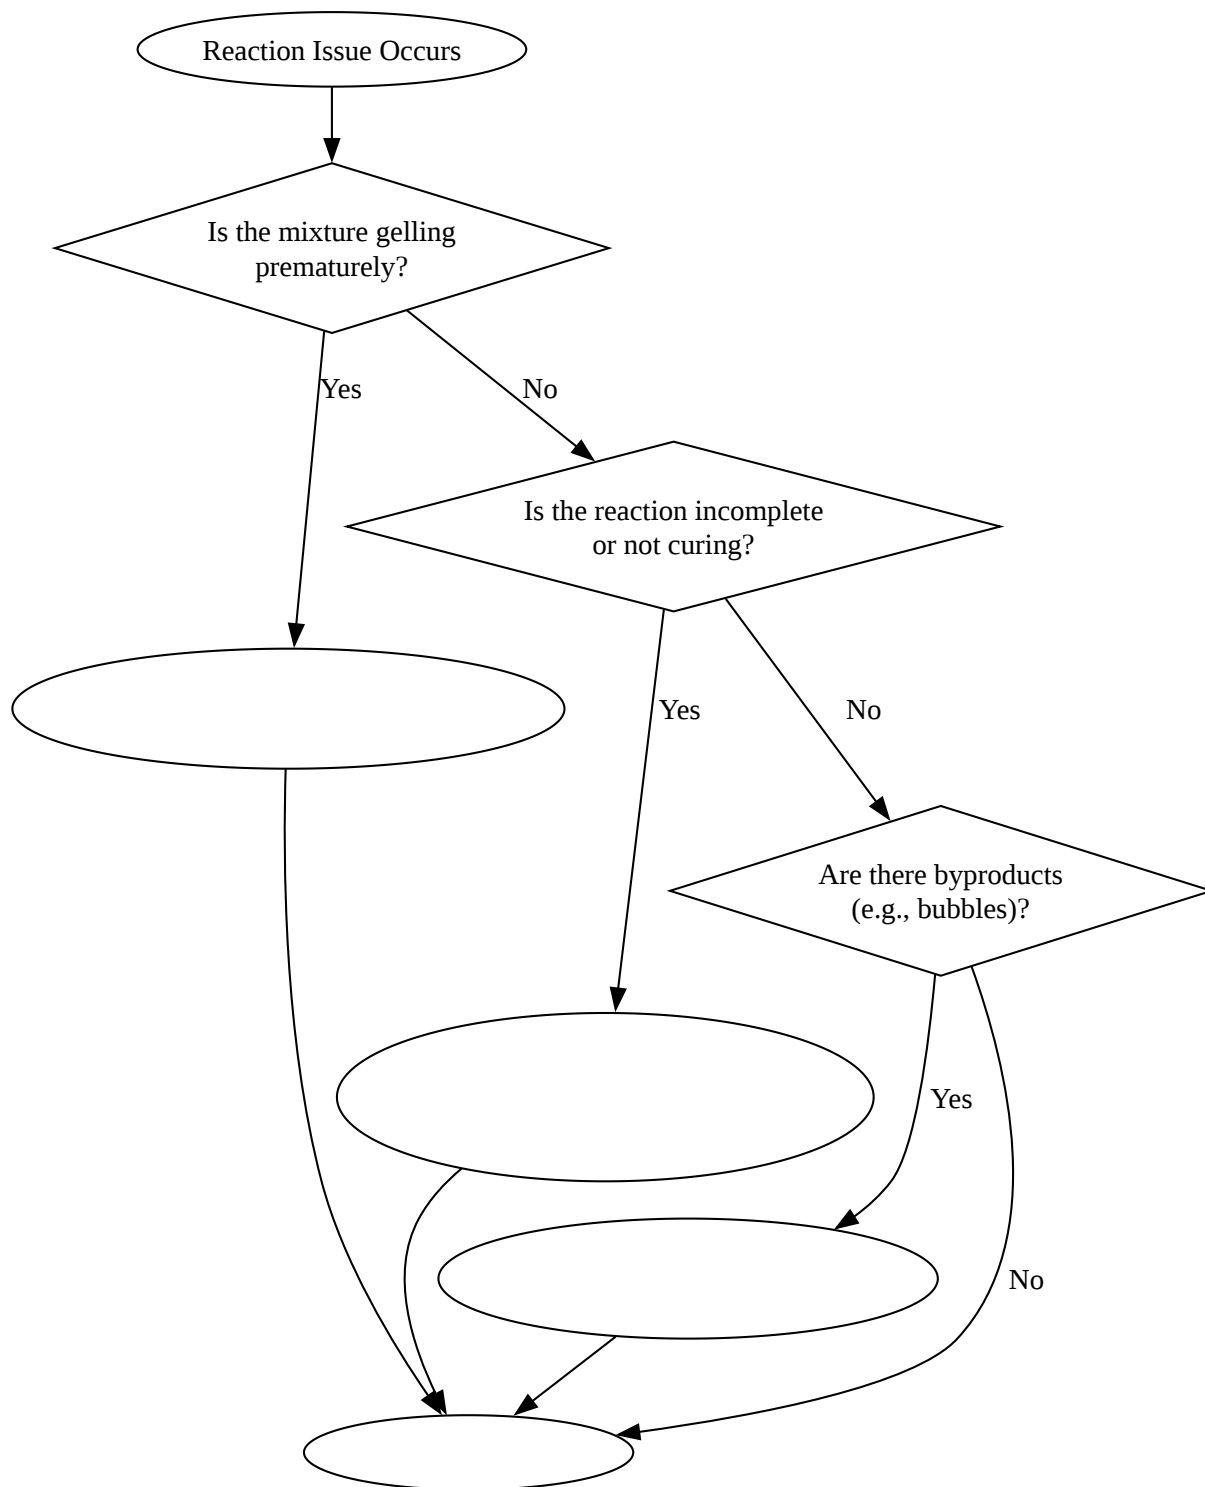 Reaction Issue Occurs
Is the mixture gelling
prematurely?
Yes
No
Is the reaction incomplete
or not curing?
Yes
No
Are there byproducts
(e.g., bubbles)?
Yes
No